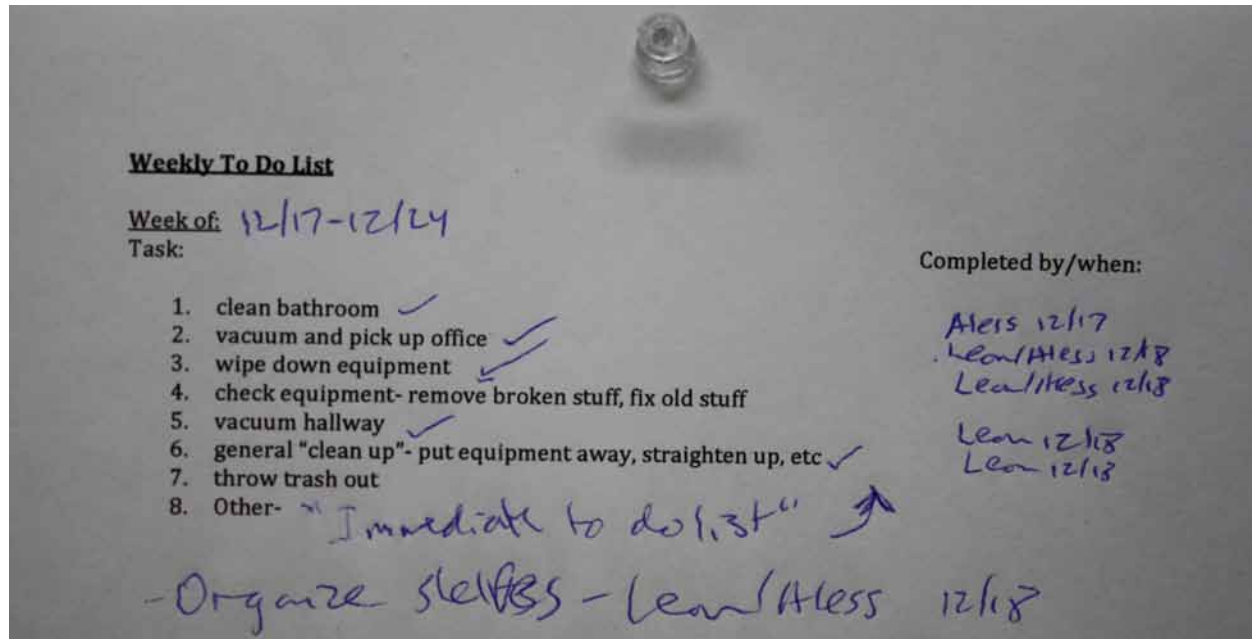 Weekly To Do List
Week of: 12/17-12/24
Task:
Completed by/when:
1. clean bathroom ✓
Aless 12/17
2. vacuum and pick up office ✓
Leon/Aless 12/18
3. wipe down equipment ✓
Leon/Aless 12/18
4. check equipment- remove broken stuff, fix old stuff
5. vacuum hallway ✓
Leon 12/18
6. general "clean up"- put equipment away, straighten up, etc ✓
Leon 12/18
7. throw trash out
8. Other- "Immediate to do list"
-Organize - Leon/Aless 12/18